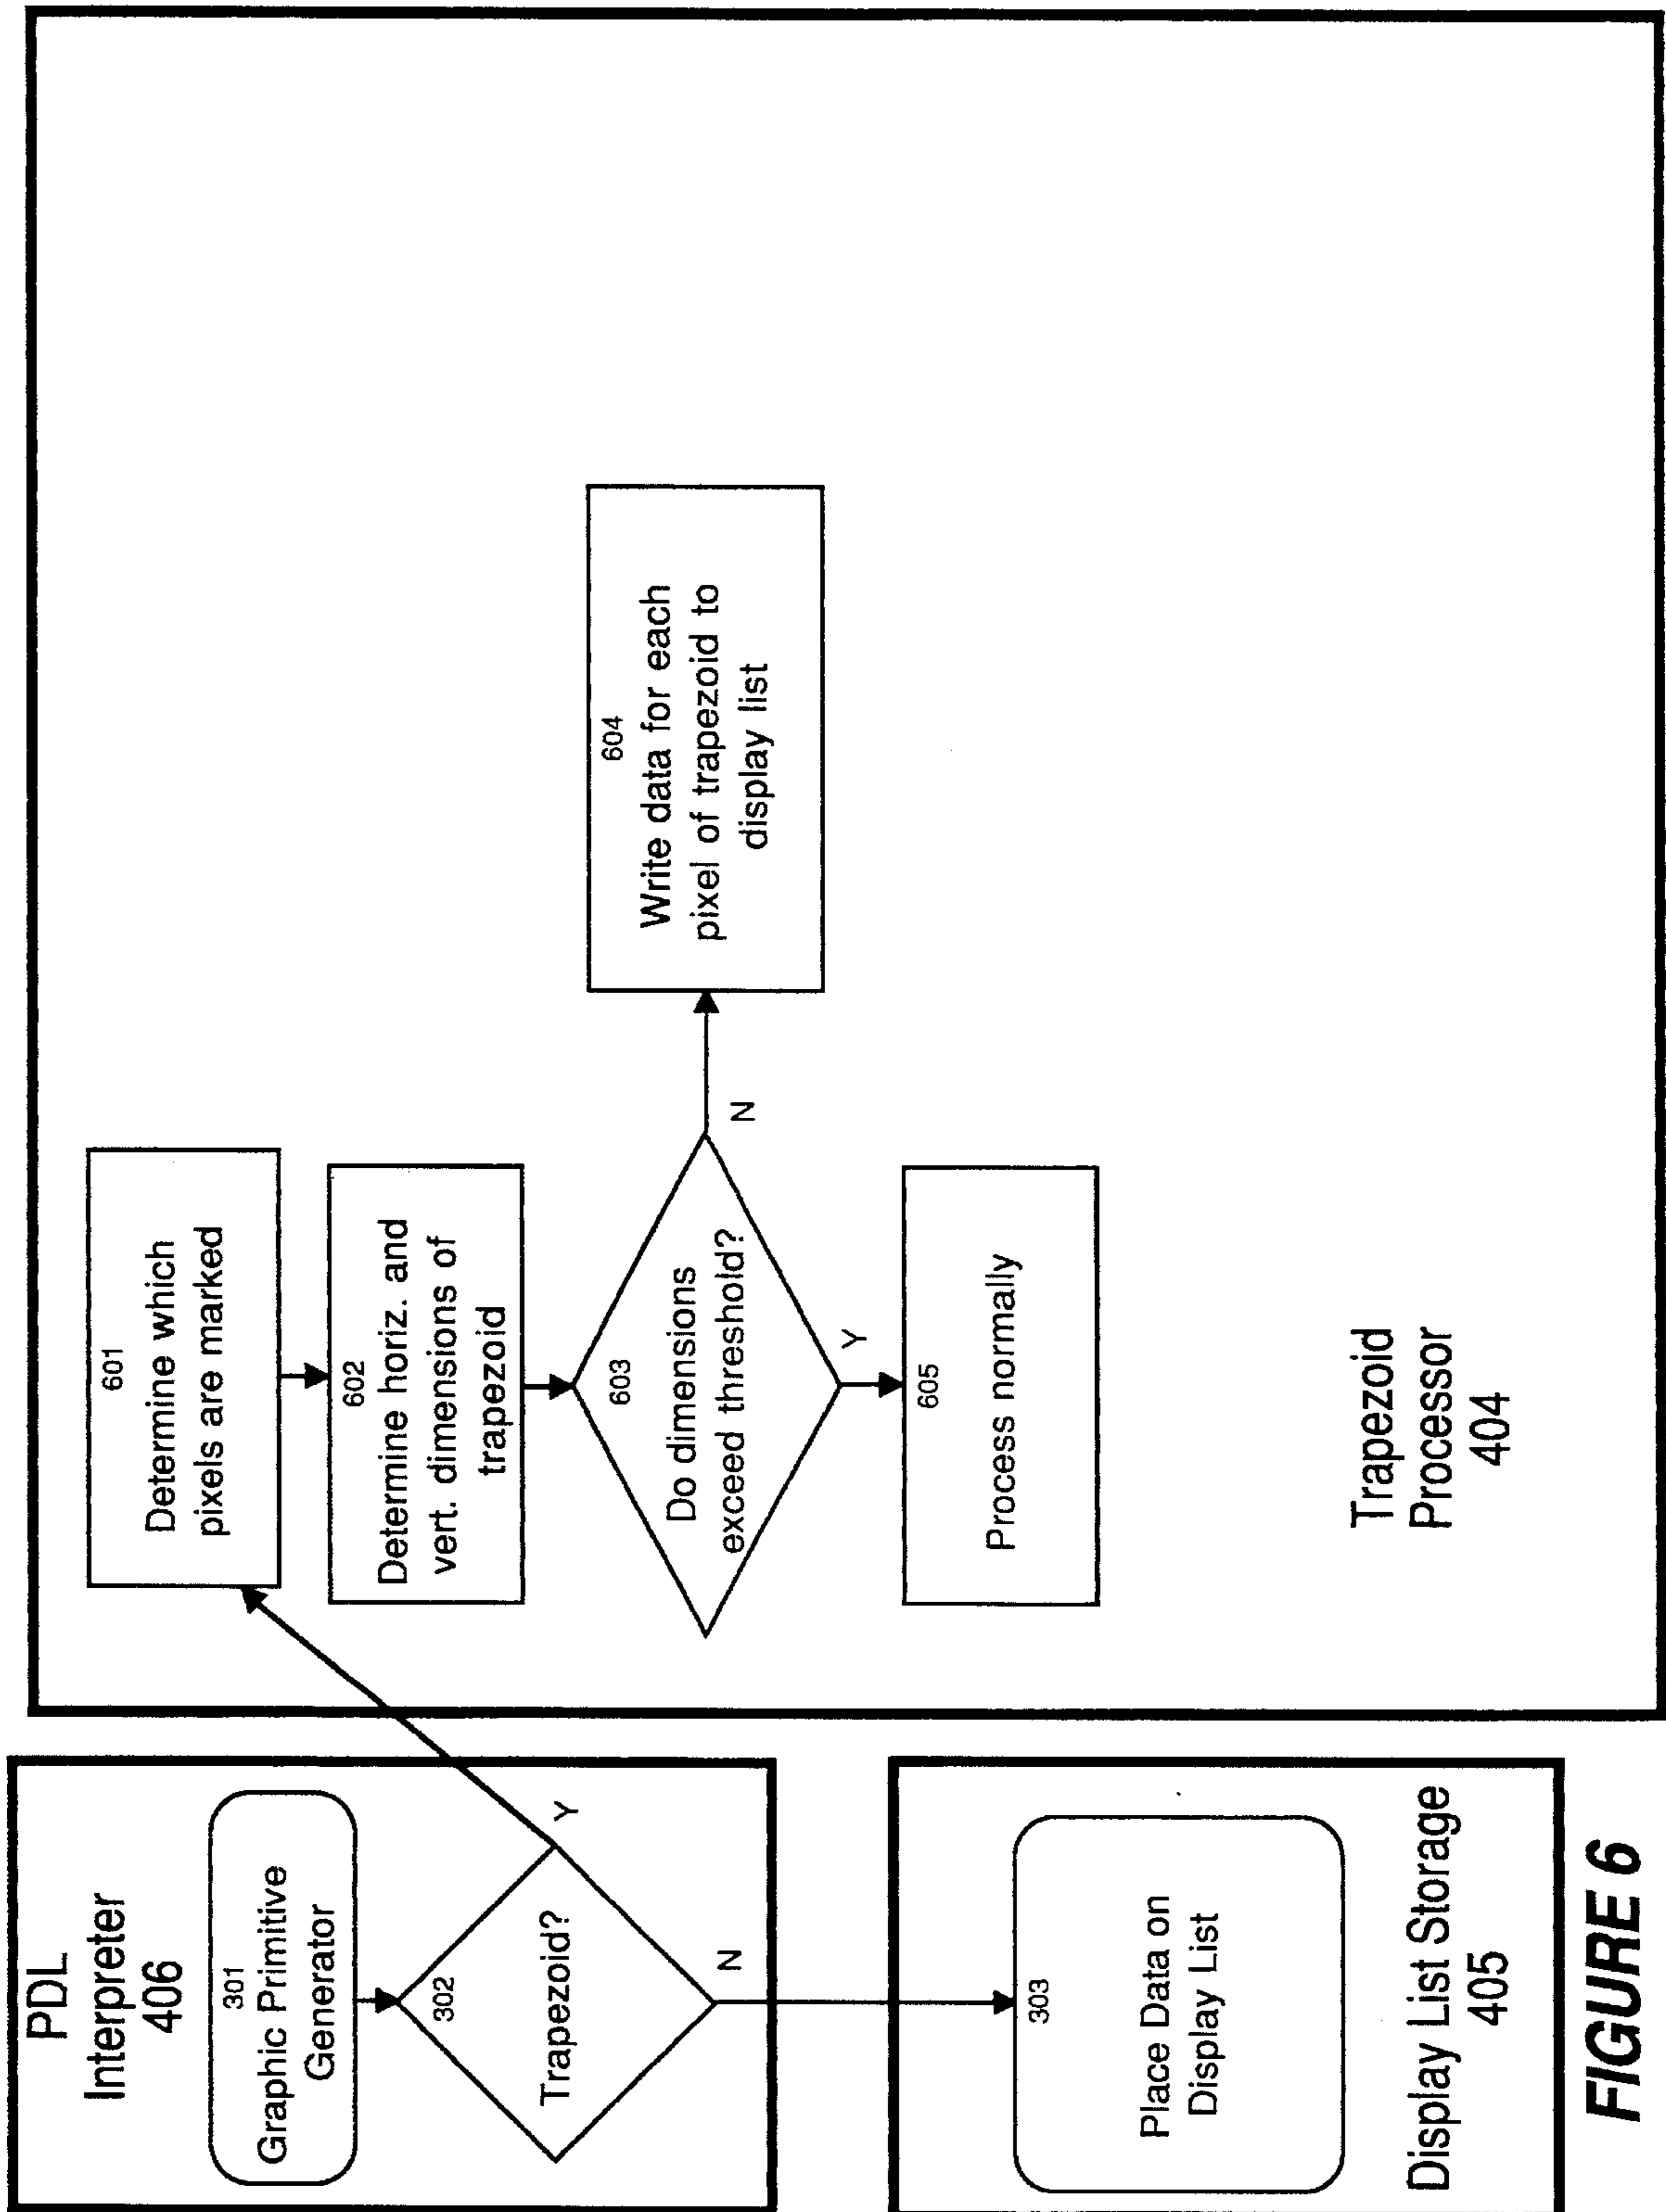 PDL
Interpreter
406
301
Graphic Primitive
Generator
302
Trapezoid?
Y
N
303
Place Data on
Display List
Display List Storage
405
601
Determine which
pixels are marked
602
Determine horiz. and
vert. dimensions of
trapezoid
603
Do dimensions
exceed threshold?
N
Y
604
Write data for each
pixel of trapezoid to
display list
605
Process normally
Trapezoid
Processor
404
FIGURE 6